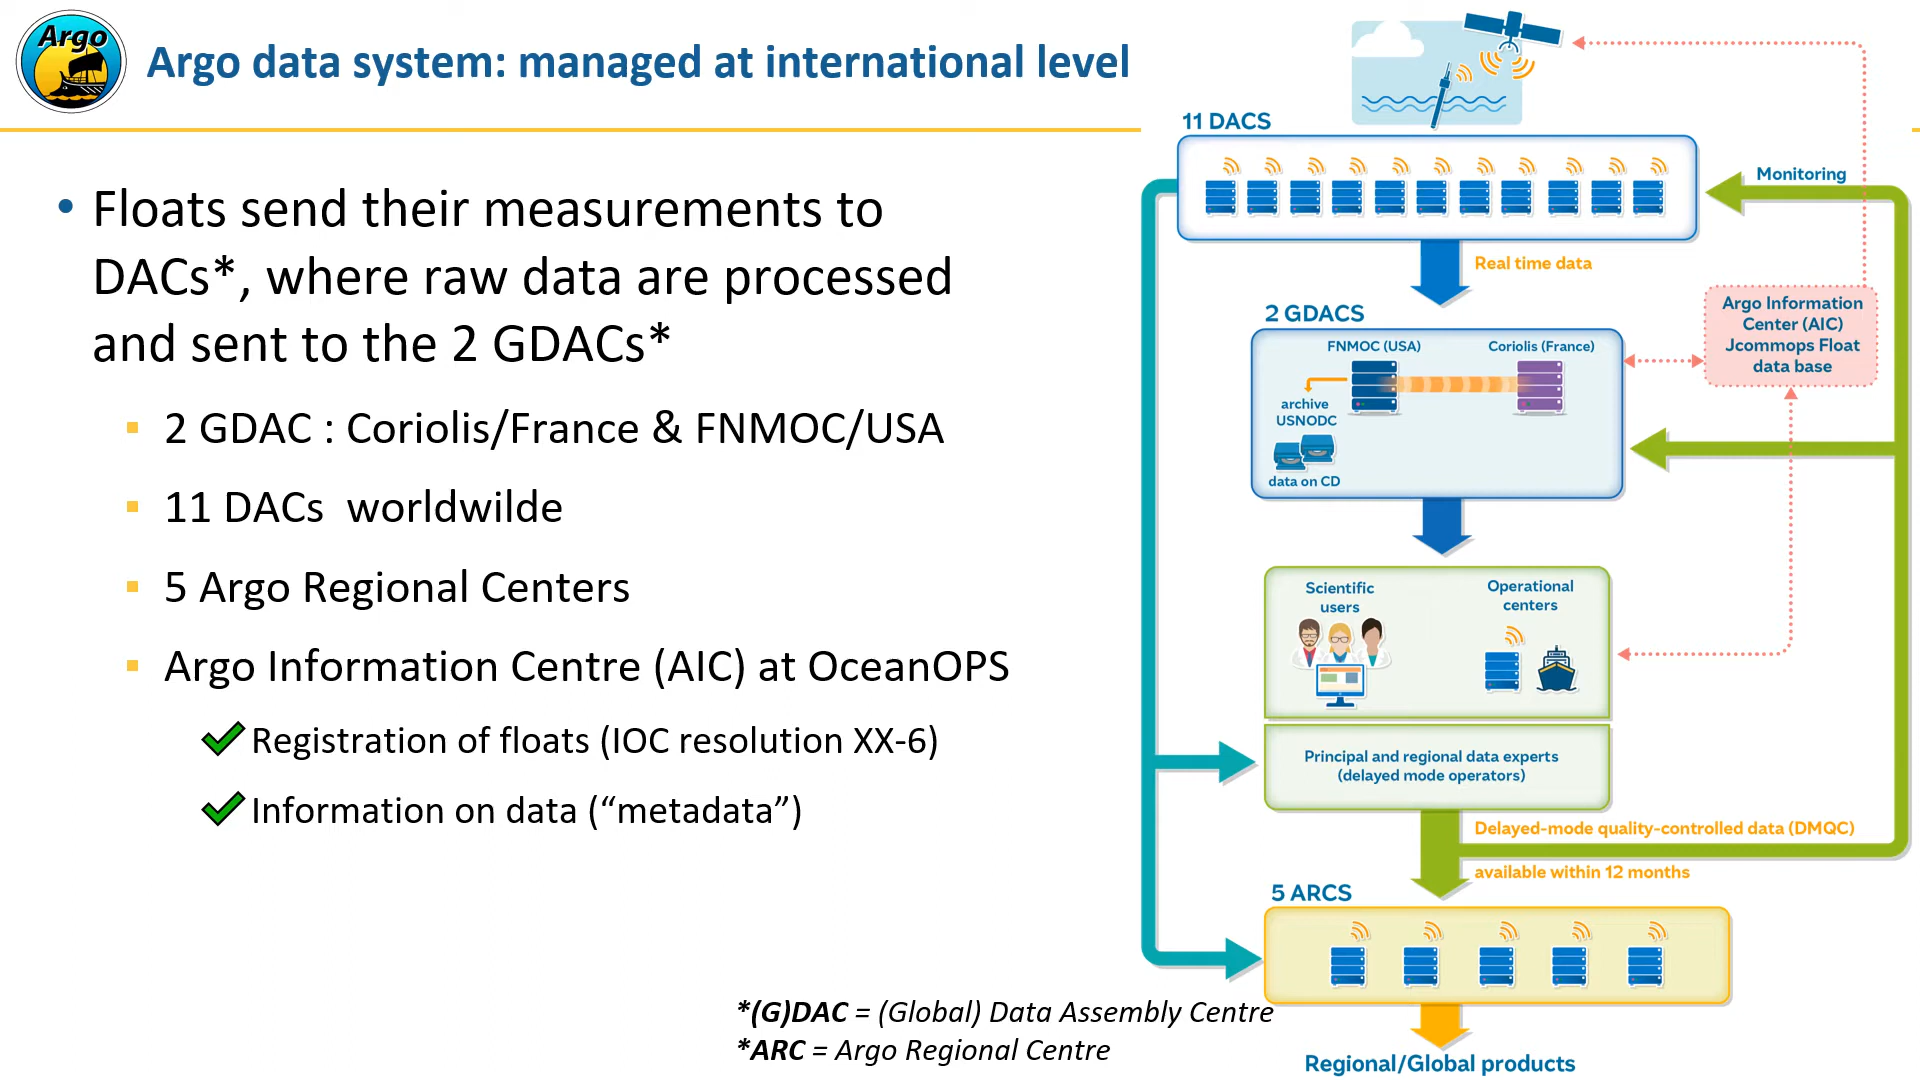 Argo
Argo data system: managed at international level
• Floats send their measurements to
DACs*, where raw data are processed
and sent to the 2 GDACs*
▪ 2 GDAC : Coriolis/France & FNMOC/USA
▪ 11 DACs worldwilde
▪ 5 Argo Regional Centers
▪ Argo Information Centre (AIC) at OceanOPS
✔ Registration of floats (IOC resolution XX-6)
✔ Information on data (“metadata”)
*(G)DAC = (Global) Data Assembly Centre
*ARC = Argo Regional Centre
11 DACS
Monitoring
Real time data
Argo Information
Center (AIC)
Jcommops Float
data base
2 GDACS
FNMOC (USA)
Coriolis (France)
archive
USNODC
data on CD
Scientific
users
Operational
centers
Principal and regional data experts
(delayed mode operators)
Delayed-mode quality-controlled data (DMQC)
available within 12 months
5 ARCS
Regional/Global products